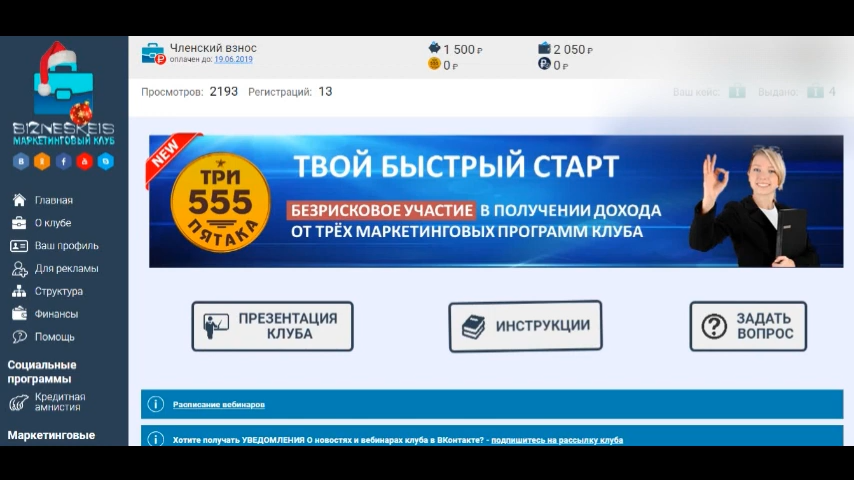 Членский взнос
оплачен до: 19.06.2019
1 500 ₽
0 ₽
2 050 ₽
0 ₽
BIZNESKEIS
МАРКЕТИНГОВЫЙ КЛУБ
Просмотров: 2193 Регистраций: 13
Ваш кейс:
Выдано: 4
Главная
О клубе
Ваш профиль
Для рекламы
Структура
Финансы
Помощь
Социальные
программы
Кредитная
амнистия
Маркетинговые
NEW
ТРИ
555
ПЯТАКА
ТВОЙ БЫСТРЫЙ СТАРТ
БЕЗРИСКОВОЕ УЧАСТИЕ В ПОЛУЧЕНИИ ДОХОДА
ОТ ТРЁХ МАРКЕТИНГОВЫХ ПРОГРАММ КЛУБА
ПРЕЗЕНТАЦИЯ
КЛУБА
ИНСТРУКЦИИ
ЗАДАТЬ
ВОПРОС
Расписание вебинаров
Хотите получать УВЕДОМЛЕНИЯ О новостях и вебинарах клуба в ВКонтакте? - подпишитесь на рассылку клуба